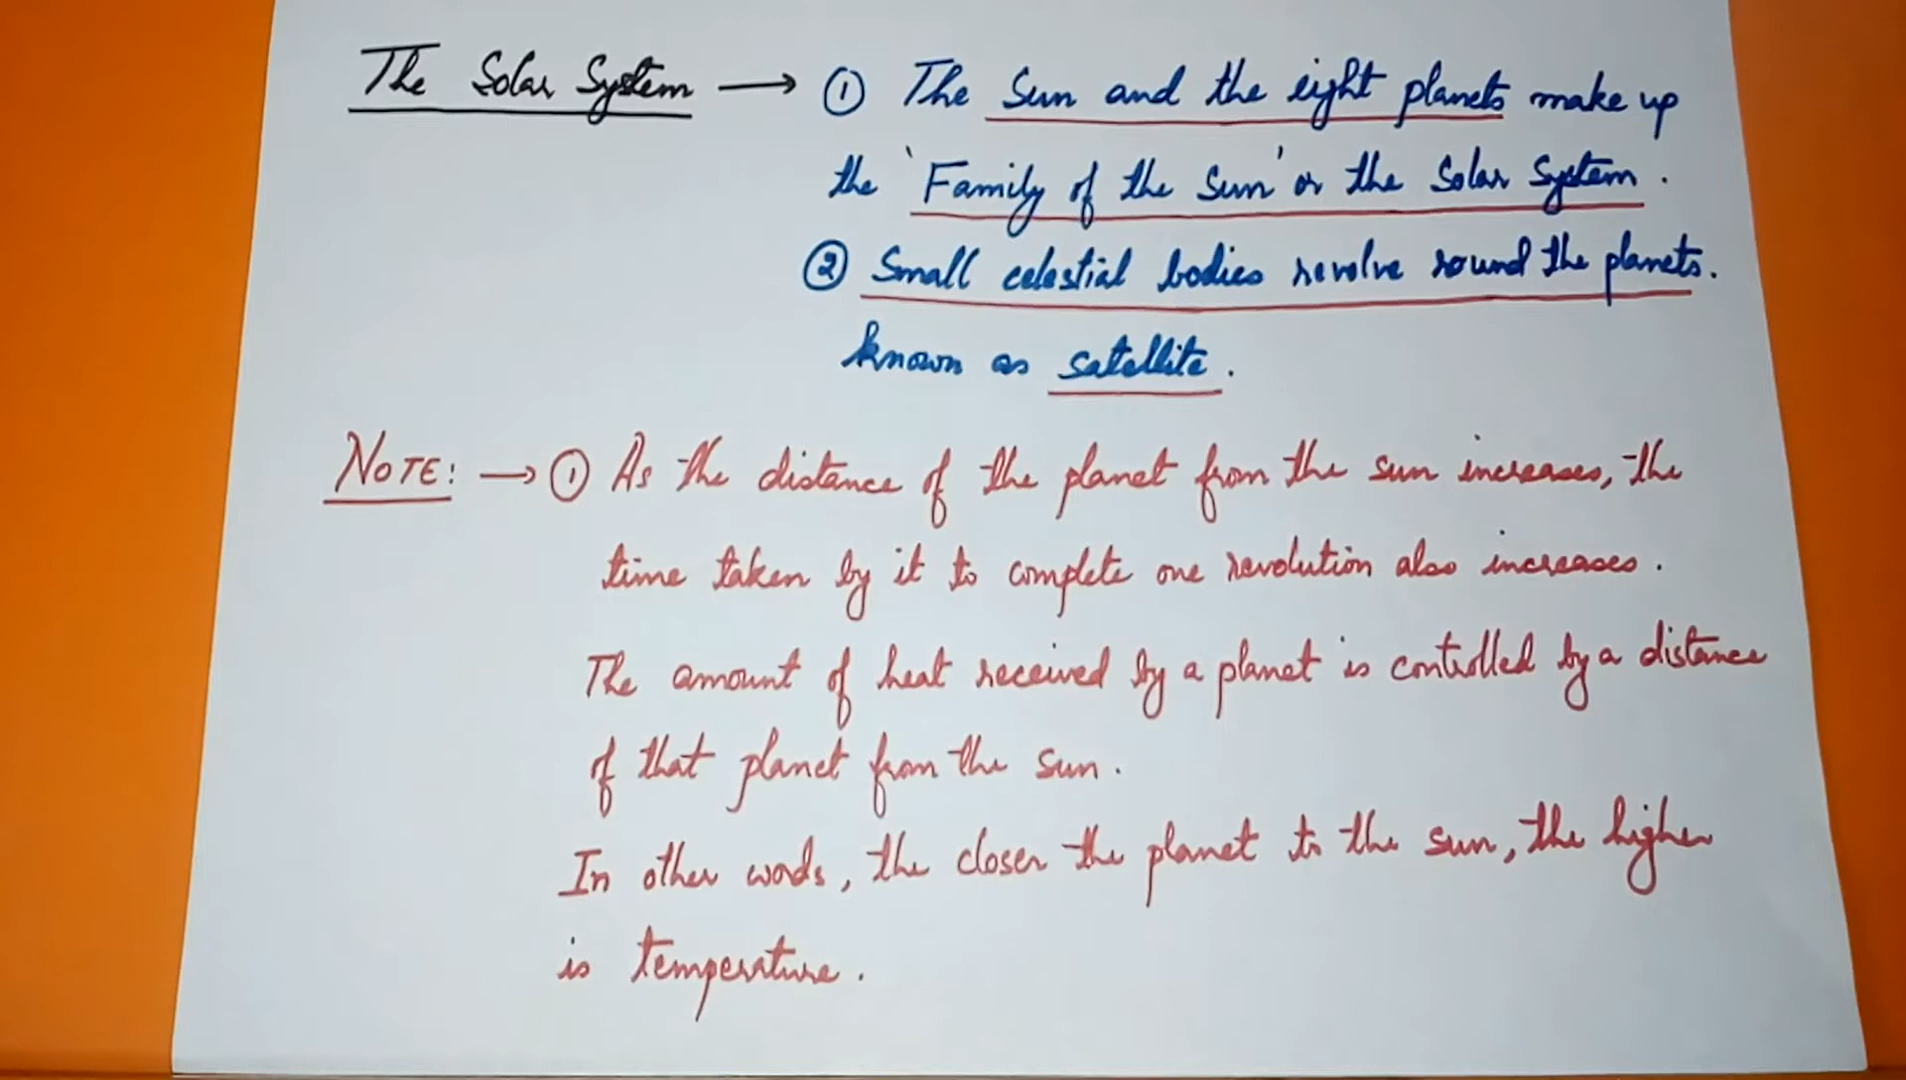 The Solar System → ① The Sun and the eight planets make up
the 'Family of the Sun' or the Solar System.
② Small celestial bodies revolve round the planets.
known as satellite.
NOTE: → ① As the distance of the planet from the sun increases, the
time taken by it to complete one revolution also increases.
The amount of heat received by a planet is controlled by a distance
of that planet from the sun.
In other words, the closer the planet to the sun, the higher
is temperature.